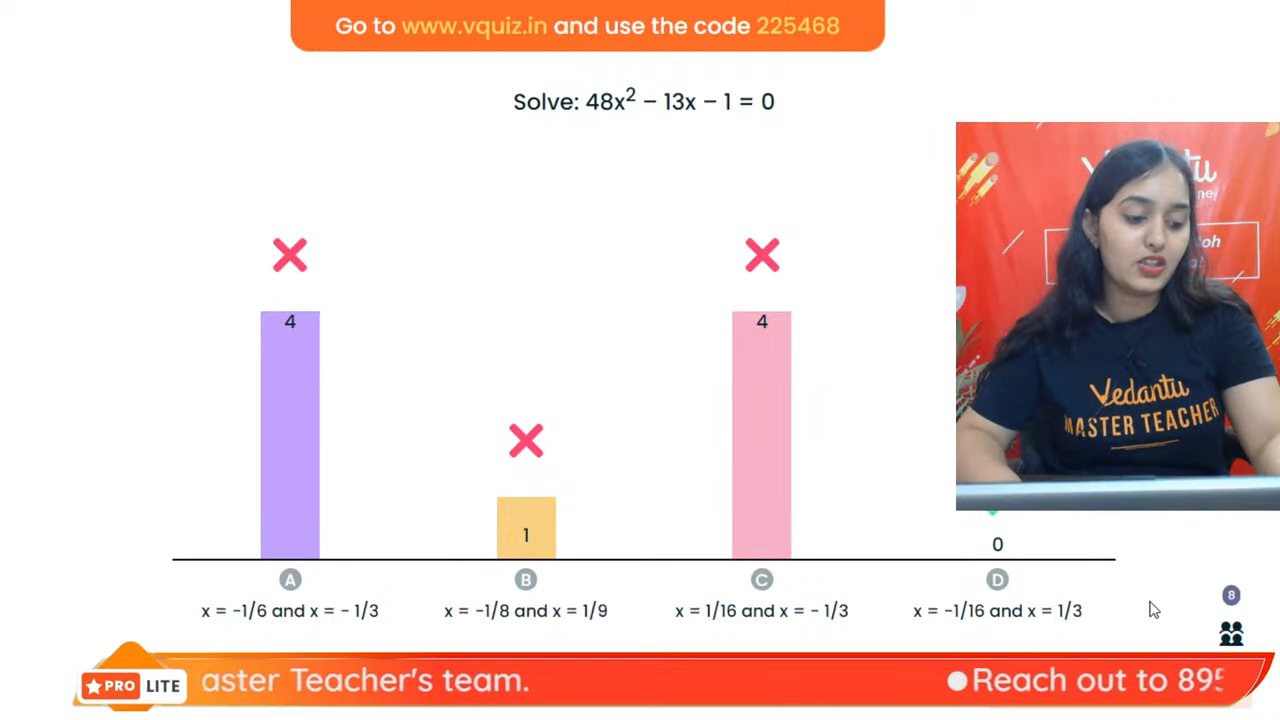 Go to www.vquiz.in and use the code 225468
Solve: 48x² – 13x – 1 = 0
4
4
1
0
A
B
C
D
x = -1/6 and x = - 1/3
x = -1/8 and x = 1/9
x = 1/16 and x = - 1/3
x = -1/16 and x = 1/3
8
Vedantu
MASTER TEACHER
PRO LITE
aster Teacher's team.
Reach out to 895